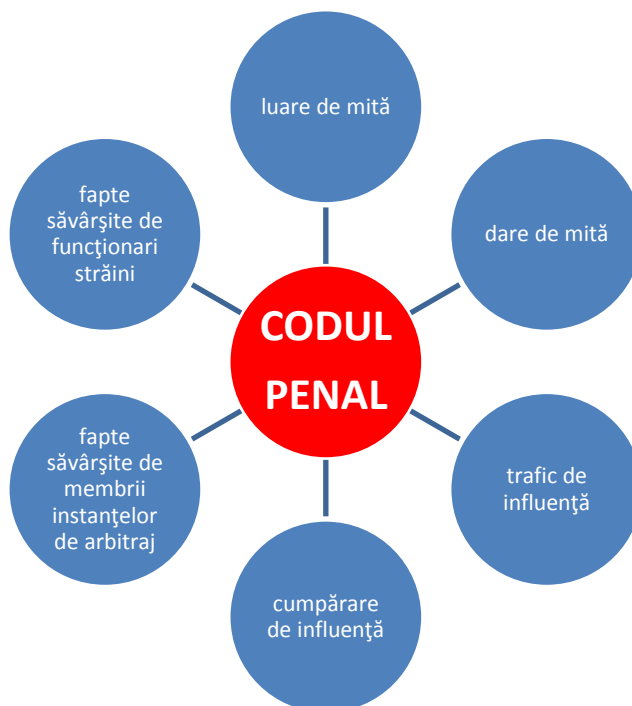 luare de mită
dare de mită
trafic de
influenţă
cumpărare
de influenţă
fapte
săvârşite de
membrii
instanţelor
de arbitraj
fapte
săvârşite de
funcţionari
străini
CODUL
PENAL